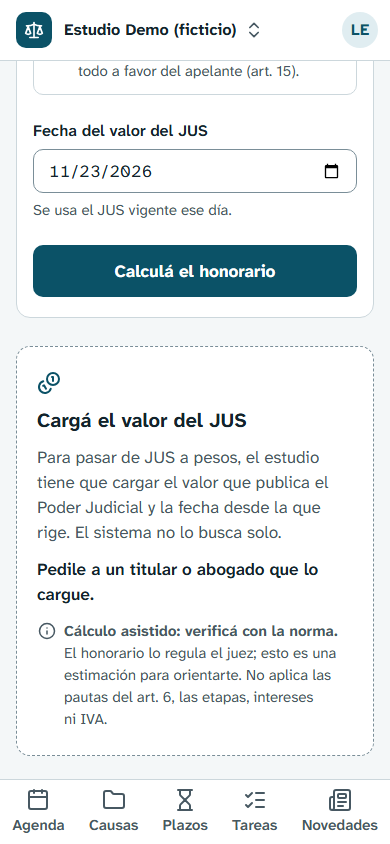 Estudio Demo (ficticio)
LE
todo a favor del apelante (art. 15).
Fecha del valor del JUS
11/23/2026
Se usa el JUS vigente ese día.
Calculá el honorario
Cargá el valor del JUS
Para pasar de JUS a pesos, el estudio
tiene que cargar el valor que publica el
Poder Judicial y la fecha desde la que
rige. El sistema no lo busca solo.
Pedile a un titular o abogado que lo
cargue.
Cálculo asistido: verificá con la norma.
El honorario lo regula el juez; esto es una
estimación para orientarte. No aplica las
pautas del art. 6, las etapas, intereses
ni IVA.
Agenda
Causas
Plazos
Tareas
Novedades